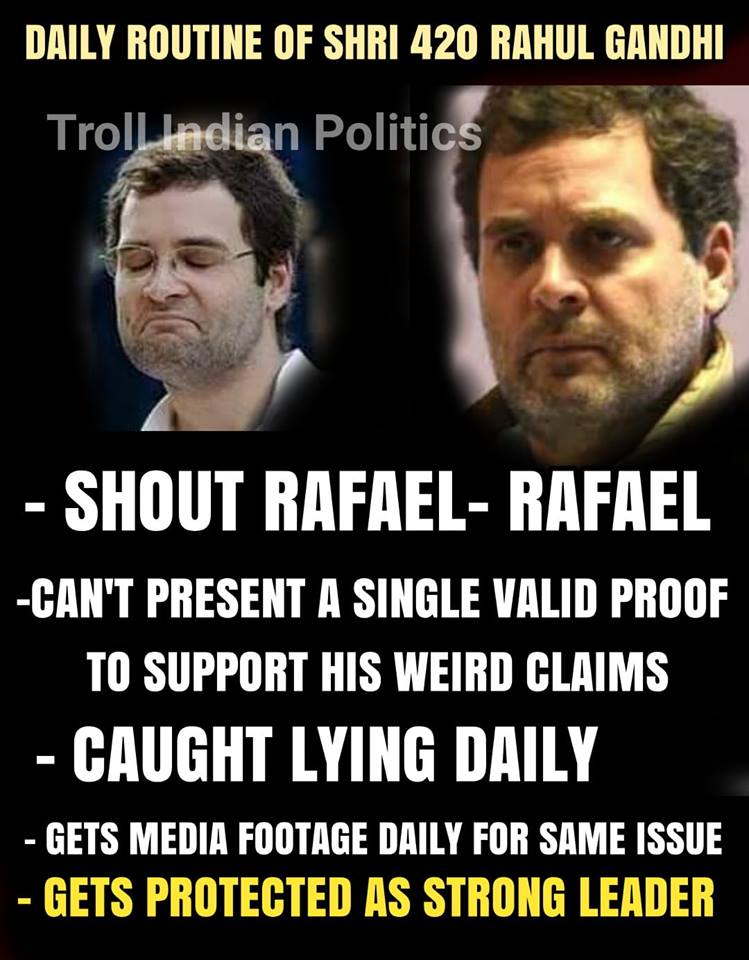 DAILY ROUTINE OF SHRI 420 RAHUL GANDHI
Troll Indian Politics
- SHOUT RAFAEL- RAFAEL
-CAN'T PRESENT A SINGLE VALID PROOF
TO SUPPORT HIS WEIRD CLAIMS
- CAUGHT LYING DAILY
- GETS MEDIA FOOTAGE DAILY FOR SAME ISSUE
- GETS PROTECTED AS STRONG LEADER